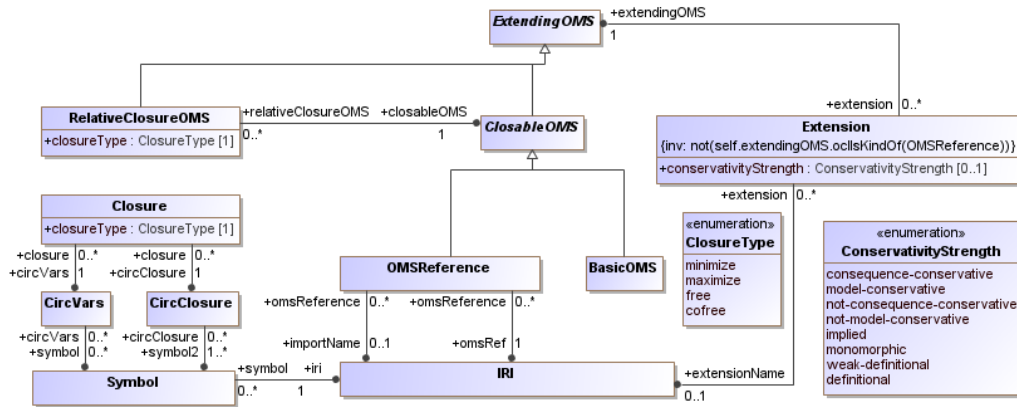 ExtendingOMS
+extendingOMS
1
RelativeClosureOMS
+closureType : ClosureType [1]
+relativeClosureOMS
0..*
+closableOMS
1
ClosableOMS
+extension 0..*
Extension
{inv: not(self.extendingOMS.oclIsKindOf(OMSReference))}
+conservativityStrength : ConservativityStrength [0..1]
+extension 0..*
Closure
+closureType : ClosureType [1]
+closure 0..*
+circVars 1
+closure 0..*
+circClosure 1
CircVars
CircClosure
+circVars 0..*
+symbol 0..*
+circClosure 0..*
+symbol2 1..*
Symbol
+symbol
0..*
+iri
1
OMSReference
BasicOMS
+omsReference 0..*
+importName 0..1
+omsReference 0..*
+omsRef 1
IRI
+extensionName
0..1
«enumeration»
ClosureType
minimize
maximize
free
cofree
«enumeration»
ConservativityStrength
consequence-conservative
model-conservative
not-consequence-conservative
not-model-conservative
implied
monomorphic
weak-definitional
definitional